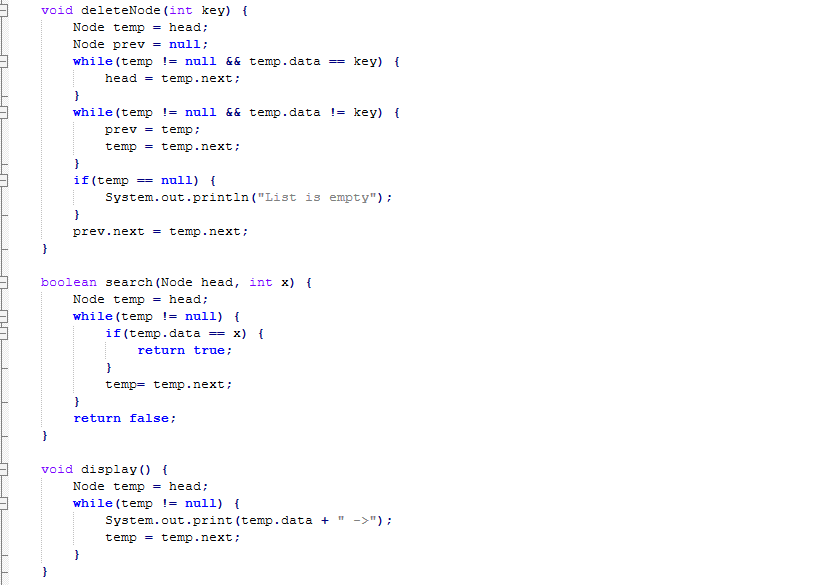 void deleteNode(int key) {
    Node temp = head;
    Node prev = null;
    while(temp != null && temp.data == key) {
        head = temp.next;
    }
    while(temp != null && temp.data != key) {
        prev = temp;
        temp = temp.next;
    }
    if(temp == null) {
        System.out.println("List is empty");
    }
    prev.next = temp.next;
}

boolean search(Node head, int x) {
    Node temp = head;
    while(temp != null) {
        if(temp.data == x) {
            return true;
        }
        temp= temp.next;
    }
    return false;
}

void display() {
    Node temp = head;
    while(temp != null) {
        System.out.print(temp.data + " ->");
        temp = temp.next;
    }
}